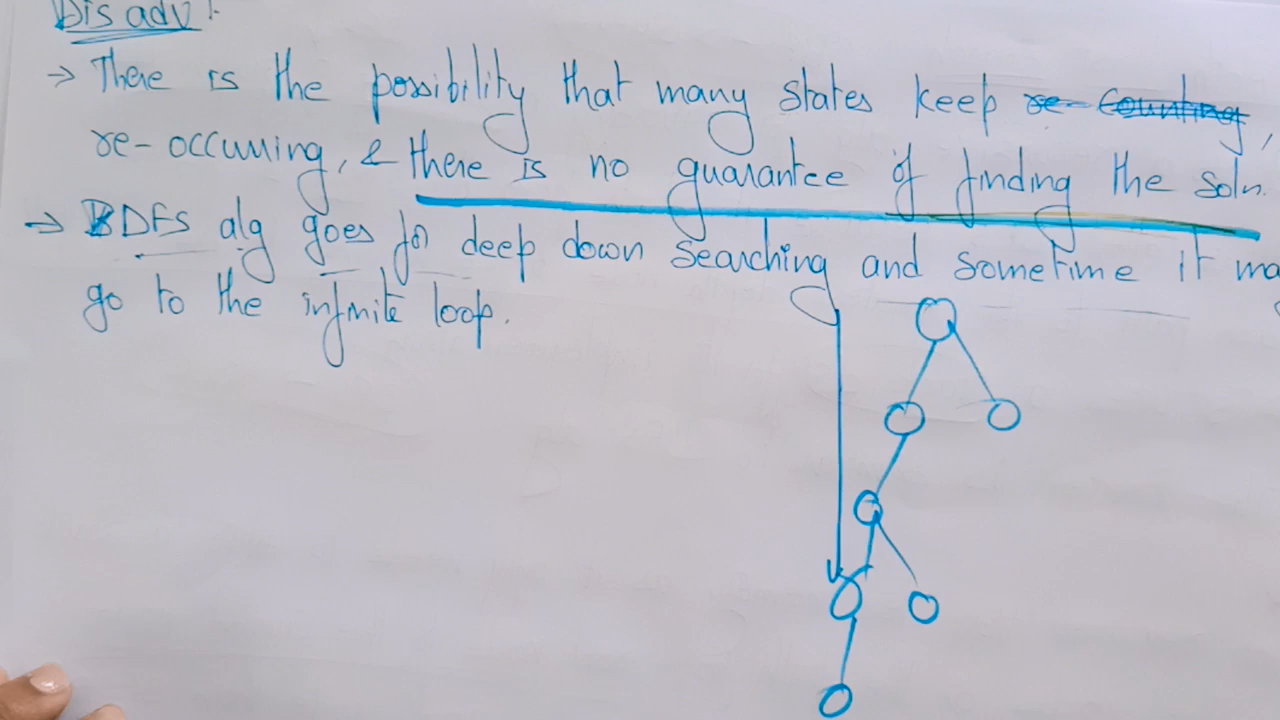 Dis adv:
→ There is the possibility that many states keep re- Counting,
re-occurring, & there is no guarantee of finding the soln.
→ DFS alg goes for deep down searching and sometime it ma
go to the infinite loop.